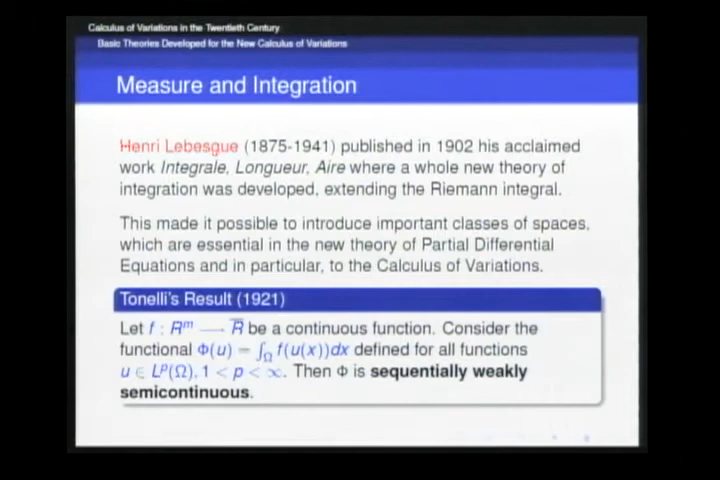 Calculus of Variations in the Twentieth Century
Basic Theories Developed for the New Calculus of Variations
Measure and Integration
Henri Lebesgue (1875-1941) published in 1902 his acclaimed
work Integrale, Longueur, Aire where a whole new theory of
integration was developed, extending the Riemann integral.
This made it possible to introduce important classes of spaces,
which are essential in the new theory of Partial Differential
Equations and in particular, to the Calculus of Variations.
Tonelli's Result (1921)
Let f : Rᵐ ⟶ R̅ be a continuous function. Consider the
functional Φ(u) = ∫_Ω f(u(x))dx defined for all functions
u ∈ Lᵖ(Ω), 1 < p < ∞. Then Φ is sequentially weakly
semicontinuous.